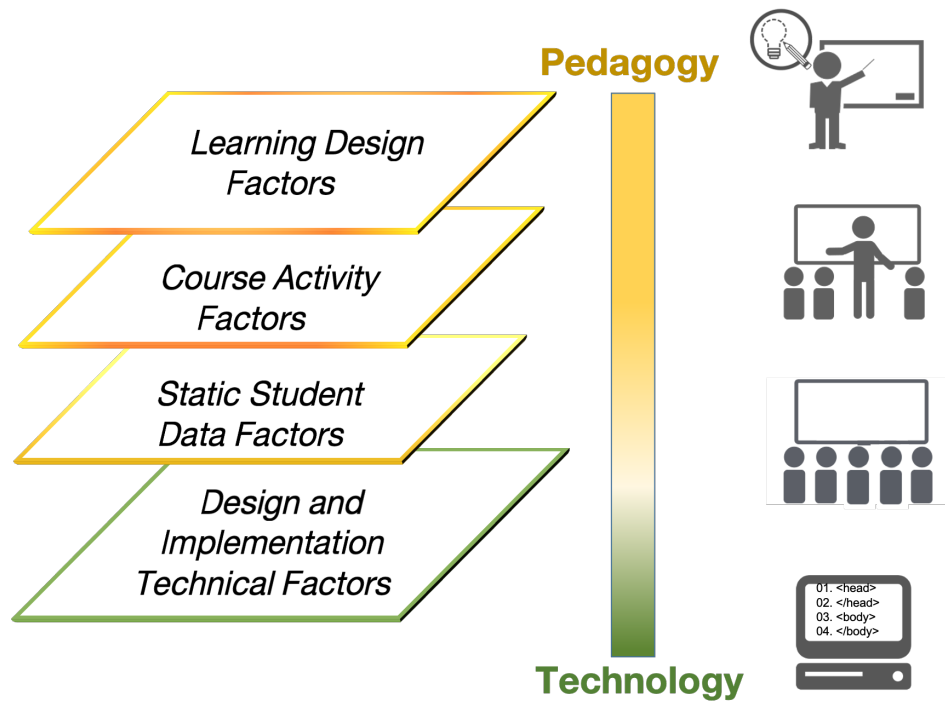 Pedagogy
Learning Design
Factors
Course Activity
Factors
Static Student
Data Factors
Design and
Implementation
Technical Factors
01. <head>
02. </head>
03. <body>
04. </body>
Technology